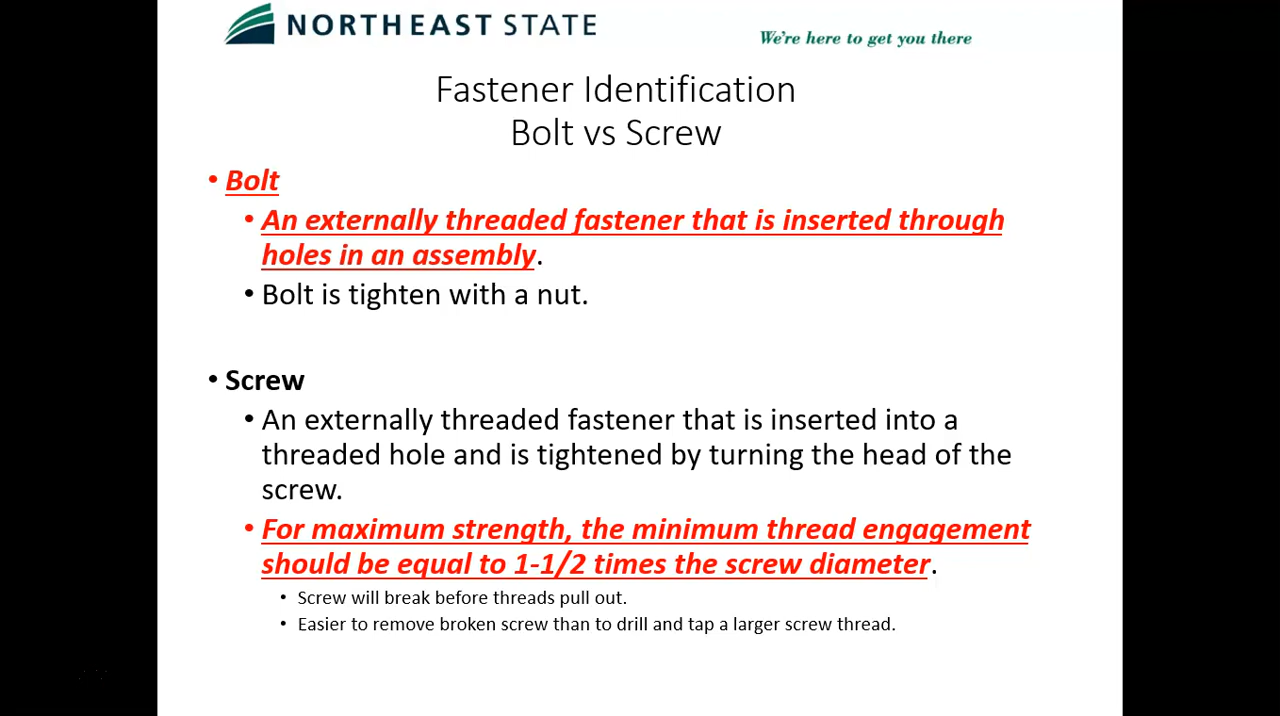 NORTHEAST STATE
We're here to get you there
Fastener Identification
Bolt vs Screw
• Bolt
• An externally threaded fastener that is inserted through
holes in an assembly.
• Bolt is tighten with a nut.
• Screw
• An externally threaded fastener that is inserted into a
threaded hole and is tightened by turning the head of the
screw.
• For maximum strength, the minimum thread engagement
should be equal to 1-1/2 times the screw diameter.
• Screw will break before threads pull out.
• Easier to remove broken screw than to drill and tap a larger screw thread.